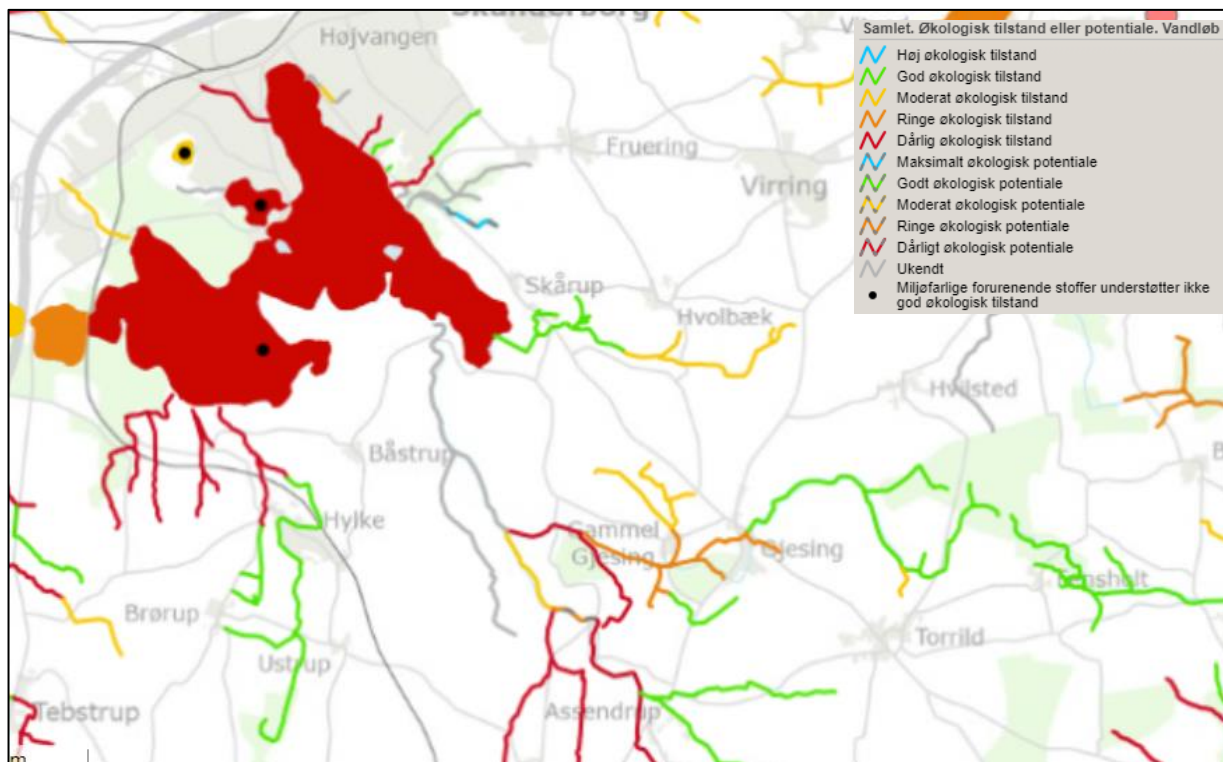 Skanderborg
Højvangen
Samlet. Økologisk tilstand eller potentiale. Vandløb
Høj økologisk tilstand
God økologisk tilstand
Moderat økologisk tilstand
Ringe økologisk tilstand
Dårlig økologisk tilstand
Maksimalt økologisk potentiale
Godt økologisk potentiale
Moderat økologisk potentiale
Ringe økologisk potentiale
Dårligt økologisk potentiale
Ukendt
Miljøfarlige forurenende stoffer understøtter ikke
god økologisk tilstand
Fruering
Virring
Skårup
Hvolbæk
Hvilsted
Båstrup
Hylke
Gammel
Gjesing
Gjesing
Brørup
Torrild
Ustrup
Tebstrup
Assendrup
m